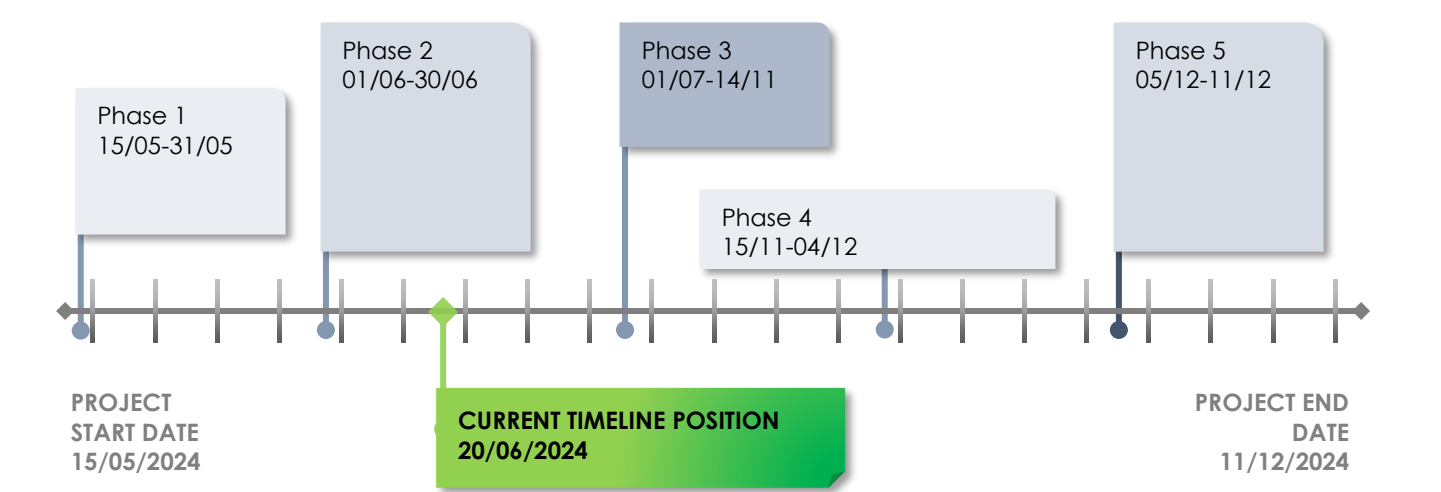 Phase 1
15/05-31/05
Phase 2
01/06-30/06
Phase 3
01/07-14/11
Phase 4
15/11-04/12
Phase 5
05/12-11/12
PROJECT
START DATE
15/05/2024
CURRENT TIMELINE POSITION
20/06/2024
PROJECT END
DATE
11/12/2024